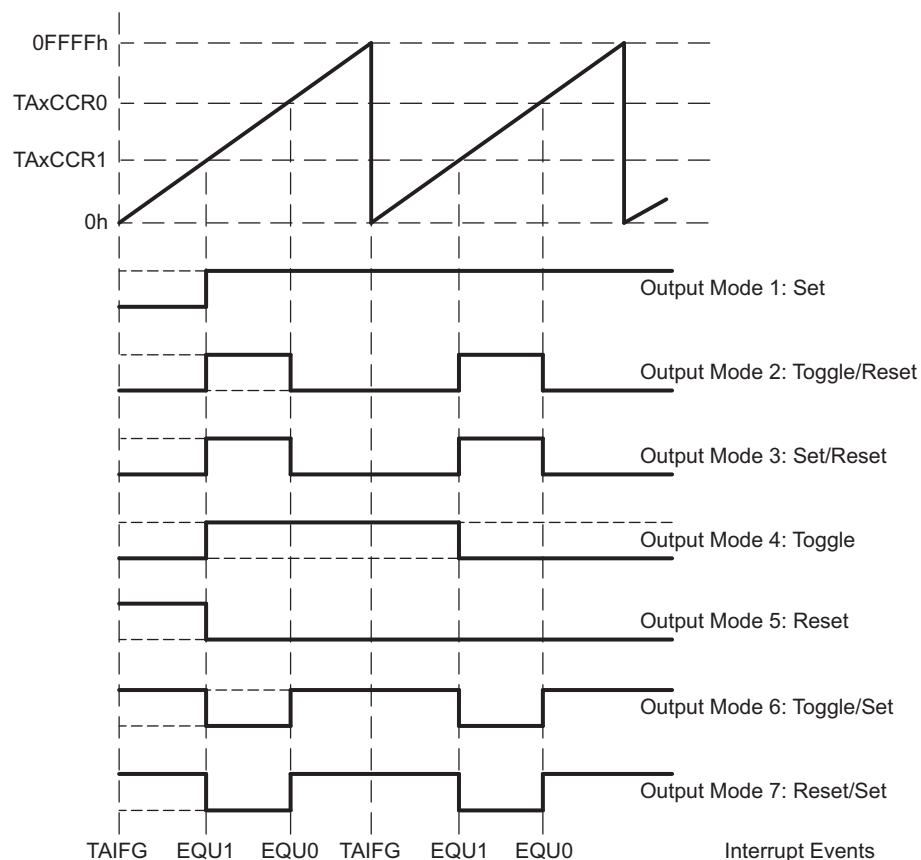 0FFFFh
TAxCCR0
TAxCCR1
0h
Output Mode 1: Set
Output Mode 2: Toggle/Reset
Output Mode 3: Set/Reset
Output Mode 4: Toggle
Output Mode 5: Reset
Output Mode 6: Toggle/Set
Output Mode 7: Reset/Set
TAIFG EQU1 EQU0 TAIFG EQU1 EQU0 Interrupt Events